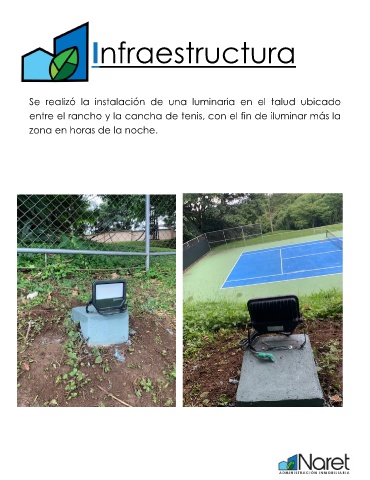 Infraestructura
Se realizó la instalación de una luminaria en el talud ubicado
entre el rancho y la cancha de tenis, con el fin de iluminar más la
zona en horas de la noche.
Naret
ADMINISTRACIÓN INMOBILIARIA